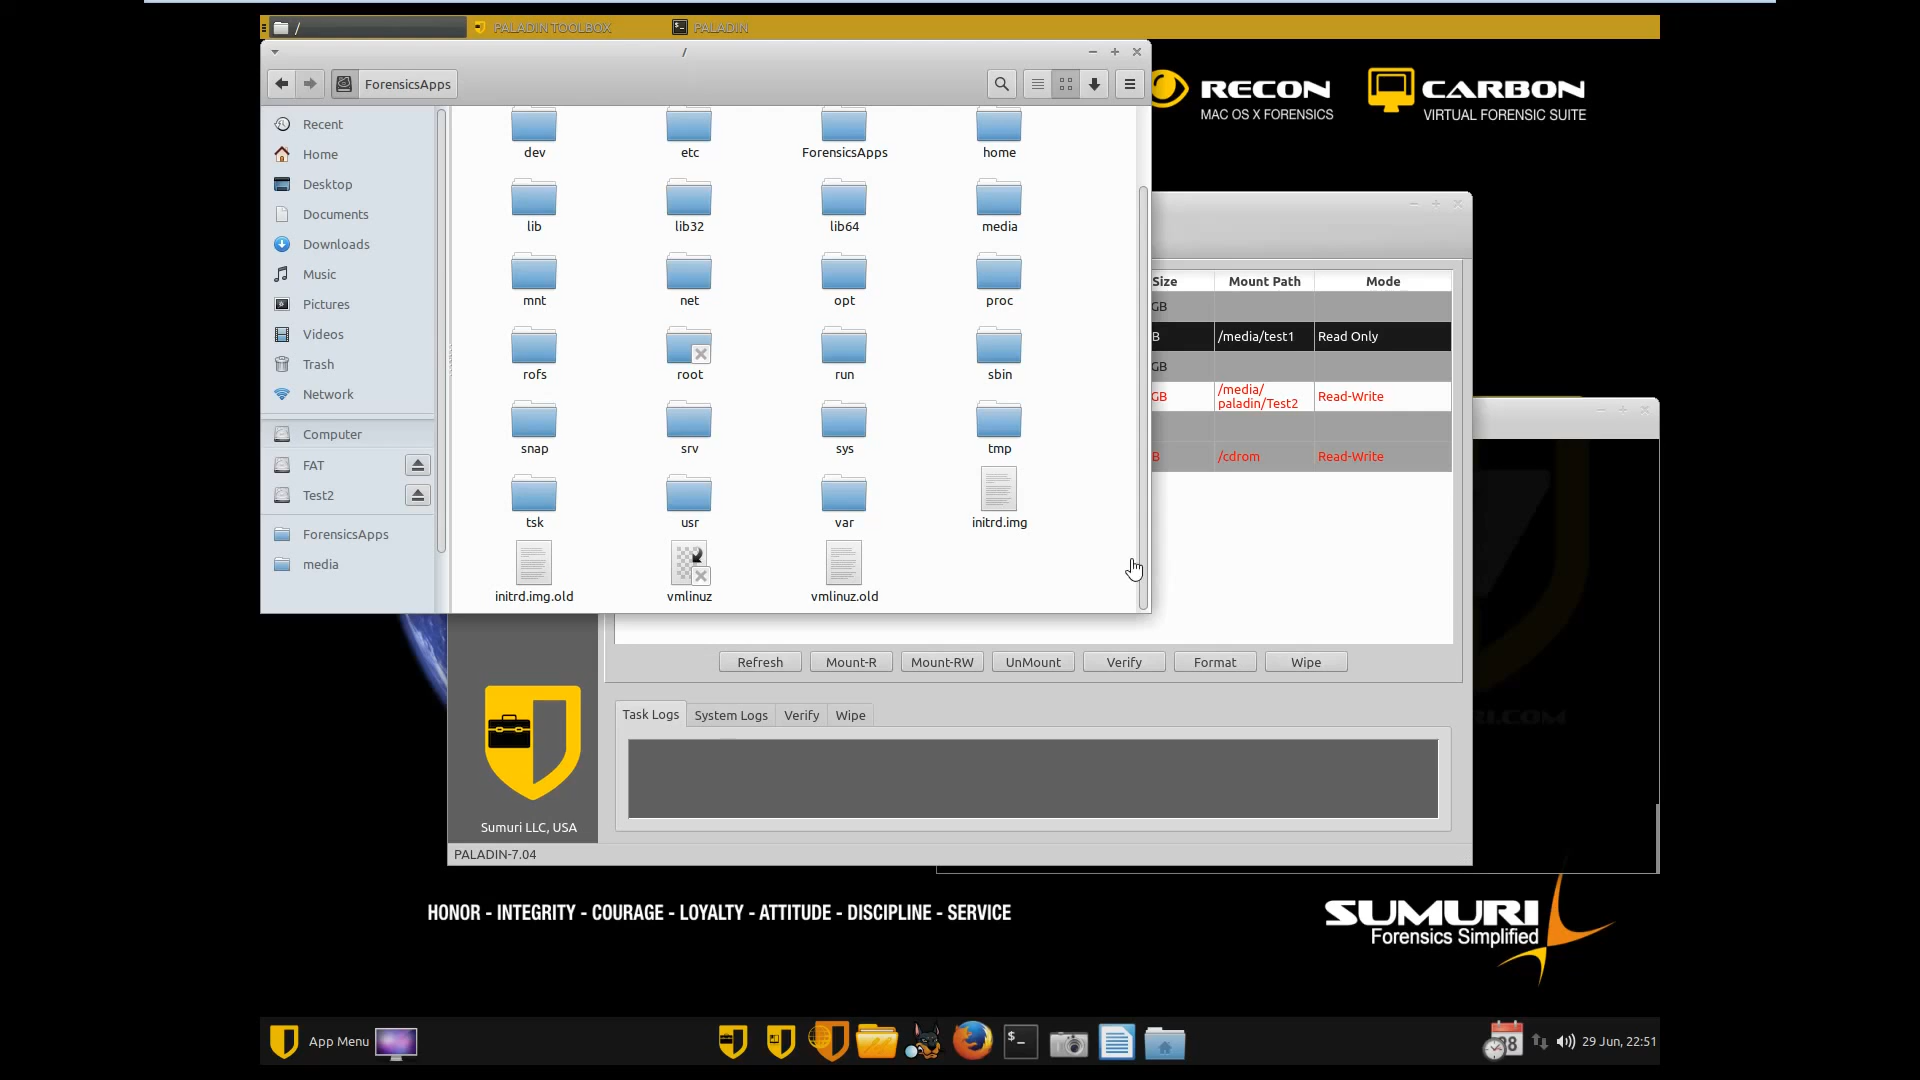 /
PALADIN TOOLBOX
PALADIN
/
ForensicsApps
RECON
MAC OS X FORENSICS
CARBON
VIRTUAL FORENSIC SUITE
Recent
Home
Desktop
Documents
Downloads
Music
Pictures
Videos
Trash
Network
Computer
FAT
Test2
ForensicsApps
media
dev etc ForensicsApps home
lib lib32 lib64 media
mnt net opt proc
rofs root run sbin
snap srv sys tmp
tsk usr var initrd.img
initrd.img.old vmlinuz vmlinuz.old
Size Mount Path Mode
GB
B /media/test1 Read Only
GB
GB /media/
paladin/Test2 Read-Write
B /cdrom Read-Write
Refresh Mount-R Mount-RW UnMount Verify Format Wipe
Task Logs System Logs Verify Wipe
Sumuri LLC, USA
PALADIN-7.04
RI.COM
HONOR - INTEGRITY - COURAGE - LOYALTY - ATTITUDE - DISCIPLINE - SERVICE
SUMURI
Forensics Simplified
App Menu
29 Jun, 22:51